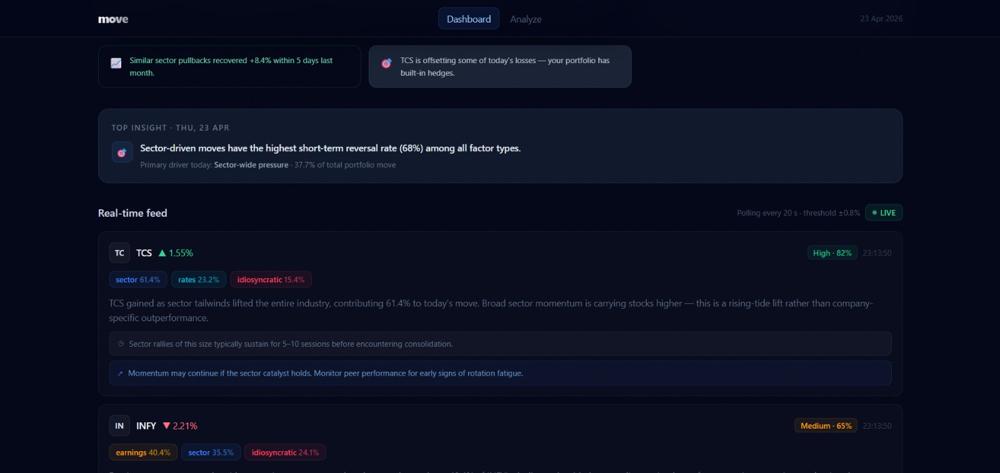 move
Dashboard
Analyze
23 Apr 2026
Similar sector pullbacks recovered +8.4% within 5 days last
month.
TCS is offsetting some of today's losses — your portfolio has
built-in hedges.
TOP INSIGHT · THU, 23 APR
Sector-driven moves have the highest short-term reversal rate (68%) among all factor types.
Primary driver today: Sector-wide pressure · 37.7% of total portfolio move
Real-time feed
Polling every 20 s · threshold ±0.8%
LIVE
TC TCS ▲ 1.55%
High · 82% 23:13:50
sector 61.4% rates 23.2% idiosyncratic 15.4%
TCS gained as sector tailwinds lifted the entire industry, contributing 61.4% to today's move. Broad sector momentum is carrying stocks higher — this is a rising-tide lift rather than company-
specific outperformance.
Sector rallies of this size typically sustain for 5–10 sessions before encountering consolidation.
↗ Momentum may continue if the sector catalyst holds. Monitor peer performance for early signs of rotation fatigue.
IN INFY ▼ 2.21%
Medium · 65% 23:13:50
earnings 40.4% sector 35.5% idiosyncratic 24.1%